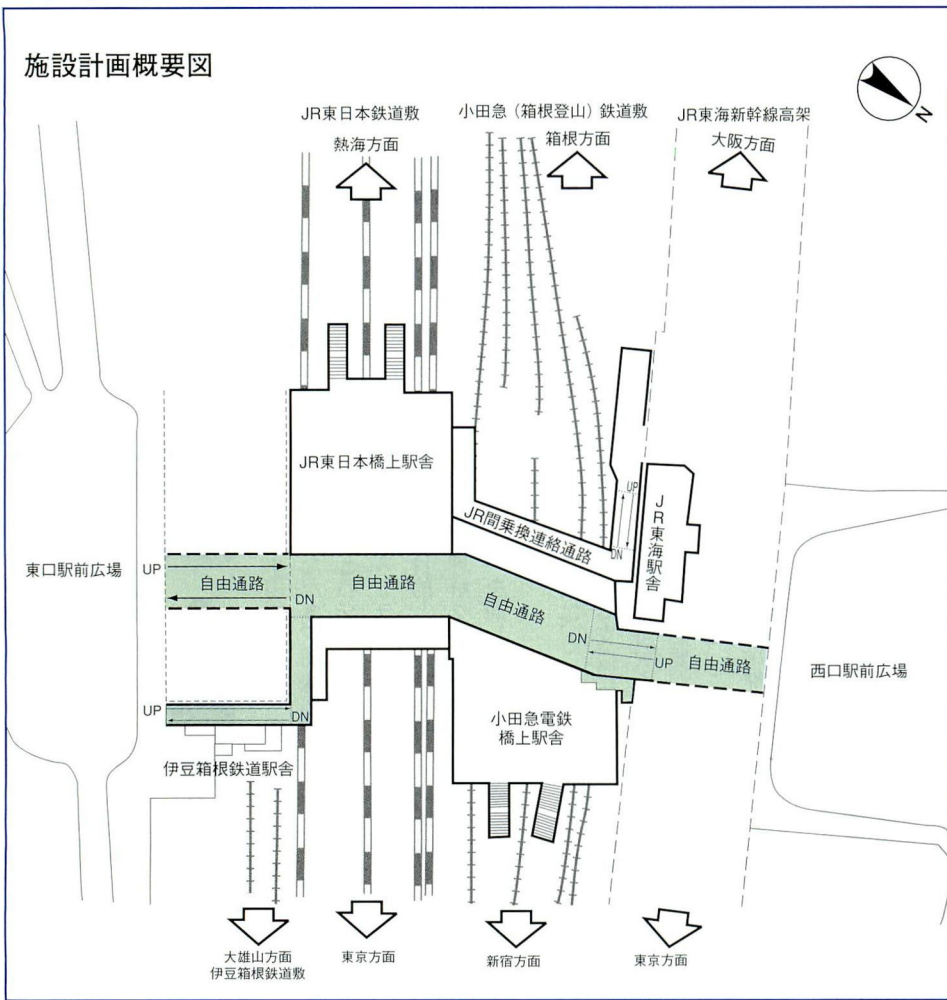 施設計画概要図
N
JR東日本鉄道敷
熱海方面
小田急（箱根登山）鉄道敷
箱根方面
JR東海新幹線高架
大阪方面
JR東日本橋上駅舎
JR間乗換連絡通路
UP
DN
JR東海駅舎
東口駅前広場
UP
自由通路
DN
自由通路
自由通路
DN
UP
自由通路
西口駅前広場
UP
DN
小田急電鉄
橋上駅舎
伊豆箱根鉄道駅舎
大雄山方面
伊豆箱根鉄道敷
東京方面
新宿方面
東京方面